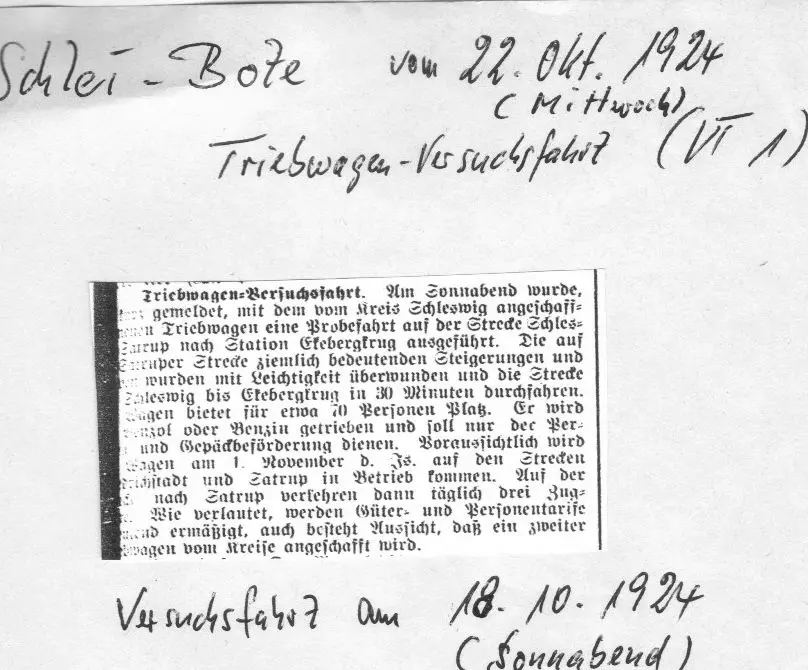 Schlei-Bote vom 22. Okt. 1924
(Mittwoch)
Triebwagen-Versuchsfahrt (VT 1)
Triebwagen-Versuchsfahrt. Am Sonnabend wurde,
gemeldet, mit dem vom Kreis Schleswig angeschaff-
Triebwagen eine Probefahrt auf der Strecke Schles-
Satrup nach Station Ekebergkrug ausgeführt. Die auf
Strecke ziemlich bedeutenden Steigerungen und
wurden mit Leichtigkeit überwunden und die Strecke
Schleswig bis Ekebergkrug in 30 Minuten durchfahren.
bietet für etwa 70 Personen Platz. Er wird
oder Benzin getrieben und soll nur der Per-
und Gepäckbeförderung dienen. Voraussichtlich wird
am 1. November d. Js. auf den Strecken
und Satrup in Betrieb kommen. Auf der
nach Satrup verkehren dann täglich drei Zug-
Wie verlautet, werden Güter- und Personentarife
ermäßigt, auch besteht Aussicht, daß ein zweiter
vom Kreise angeschafft wird.
Versuchsfahrt am 18. 10. 1924
(Sonnabend)